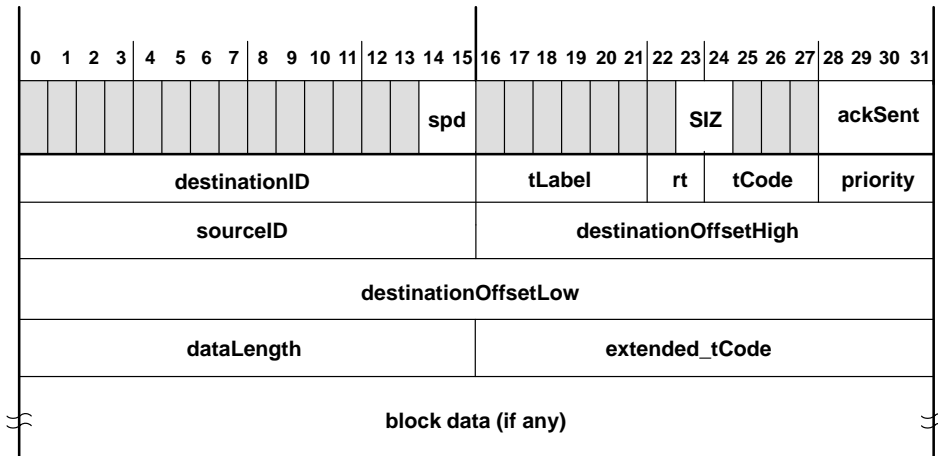 0 1 2 3 4 5 6 7 8 9 10 11 12 13 14 15 16 17 18 19 20 21 22 23 24 25 26 27 28 29 30 31
spd SIZ ackSent
destinationID tLabel rt tCode priority
sourceID destinationOffsetHigh
destinationOffsetLow
dataLength extended_tCode
block data (if any)